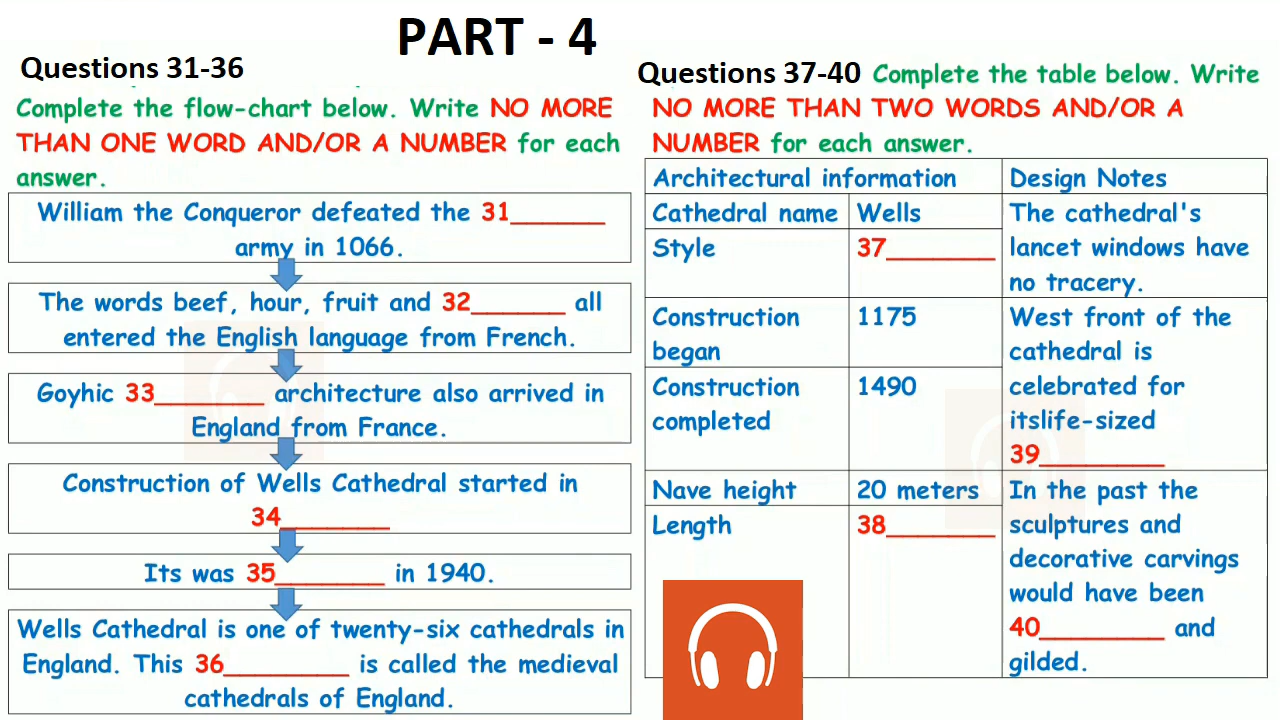 PART - 4
Questions 31-36
Complete the flow-chart below. Write NO MORE
THAN ONE WORD AND/OR A NUMBER for each
answer.
William the Conqueror defeated the 31_______
army in 1066.
The words beef, hour, fruit and 32_______ all
entered the English language from French.
Goyhic 33________ architecture also arrived in
England from France.
Construction of Wells Cathedral started in
34________
Its was 35________ in 1940.
Wells Cathedral is one of twenty-six cathedrals in
England. This 36_________ is called the medieval
cathedrals of England.
Questions 37-40 Complete the table below. Write
NO MORE THAN TWO WORDS AND/OR A
NUMBER for each answer.
Architectural information
Design Notes
Cathedral name
Wells
The cathedral's
lancet windows have
no tracery.
Style
37________
Construction
began
1175
West front of the
cathedral is
celebrated for
itslife-sized
39_________
Construction
completed
1490
Nave height
20 meters
In the past the
sculptures and
decorative carvings
would have been
40_________ and
gilded.
Length
38________